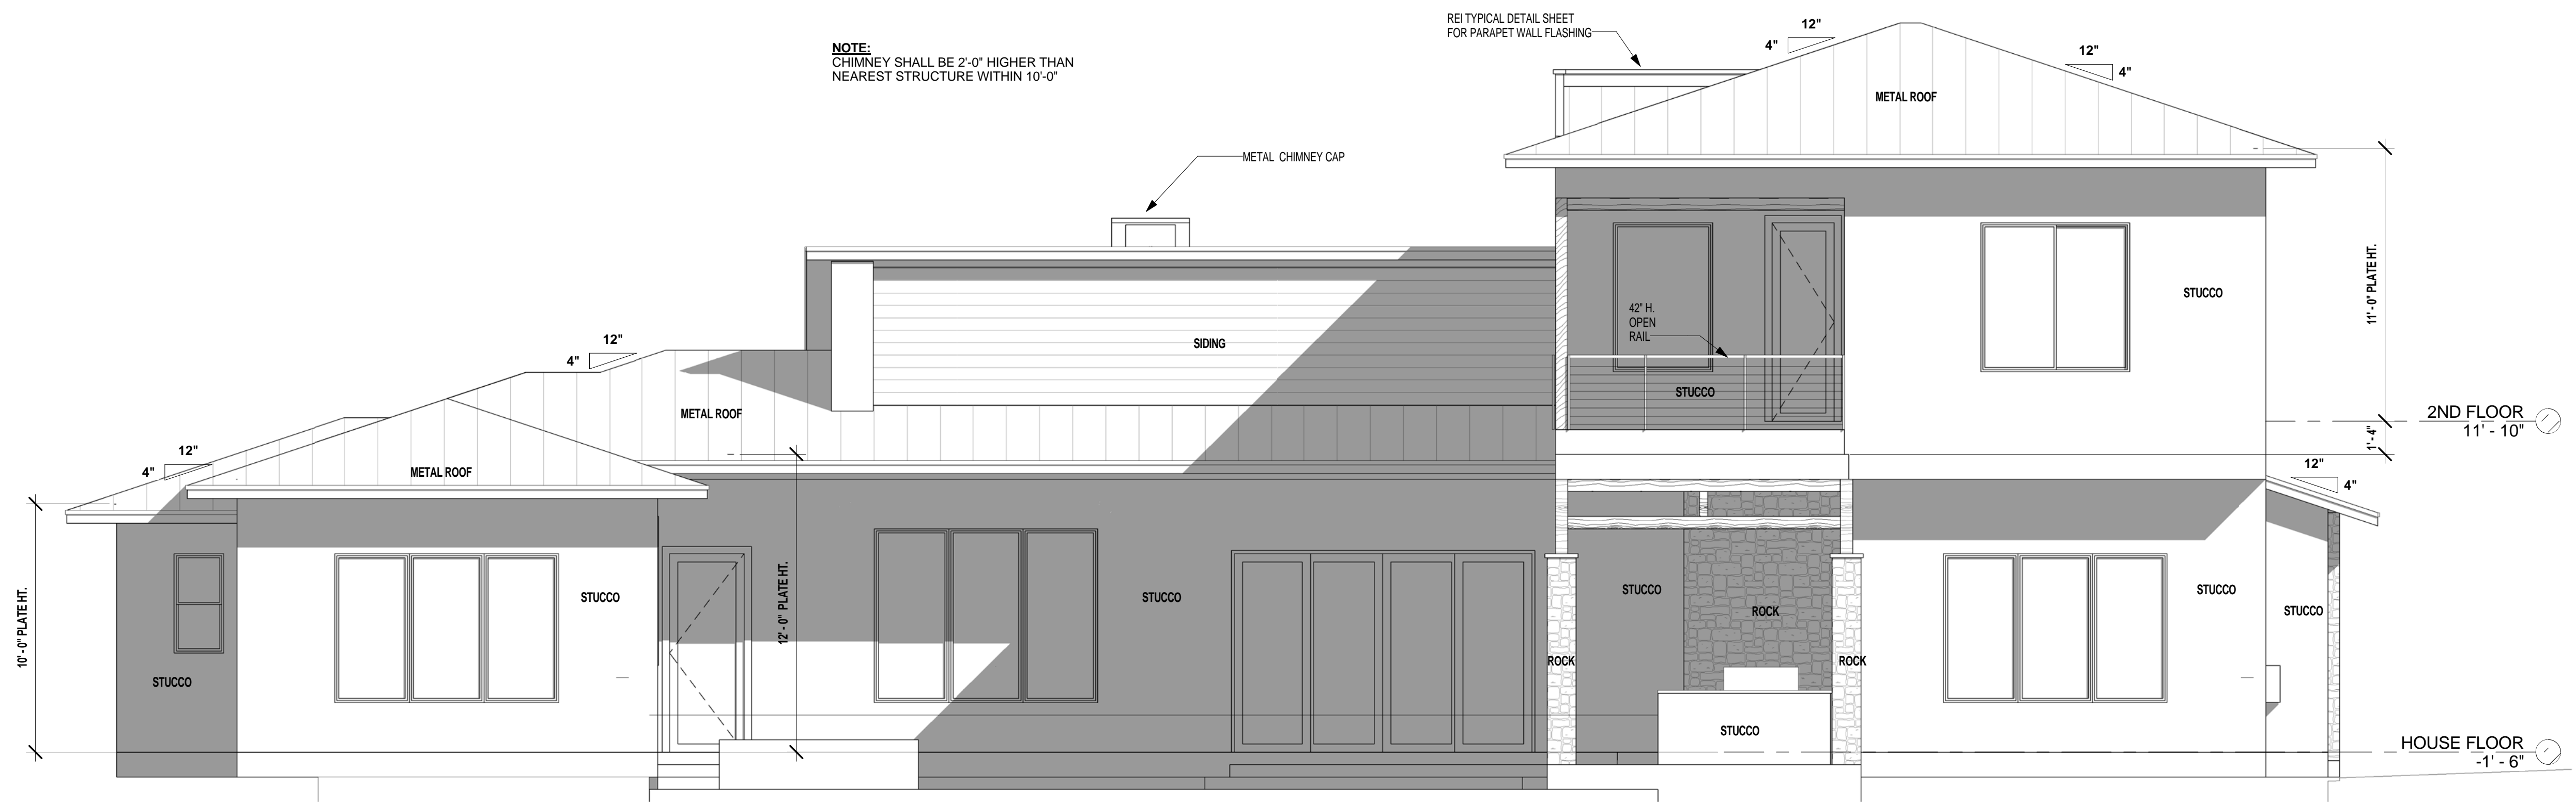 REI TYPICAL DETAIL SHEET
FOR PARAPET WALL FLASHING
12"
4"
12"
4"
NOTE:
CHIMNEY SHALL BE 2'-0" HIGHER THAN
NEAREST STRUCTURE WITHIN 10'-0"
METAL ROOF
METAL CHIMNEY CAP
11' - 0" PLATE HT.
STUCCO
42" H.
OPEN
RAIL
SIDING
12"
4"
STUCCO
METAL ROOF
2ND FLOOR
11' - 10"
1' - 4"
12"
4"
METAL ROOF
12"
4"
10' - 0" PLATE HT.
12' - 0" PLATE HT.
STUCCO
STUCCO
STUCCO
ROCK
STUCCO
STUCCO
ROCK
ROCK
STUCCO
STUCCO
HOUSE FLOOR
-1' - 6"